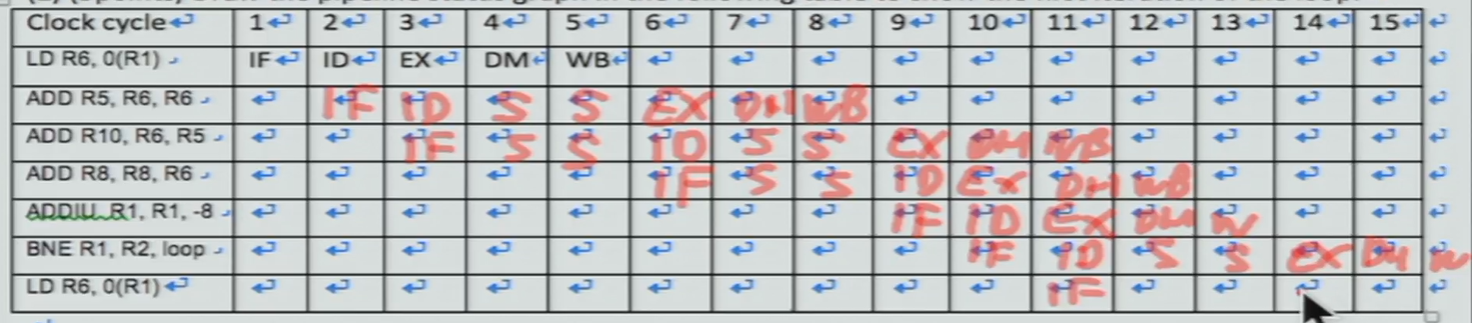 Clock cycle 1 2 3 4 5 6 7 8 9 10 11 12 13 14 15
LD R6, 0(R1) IF ID EX DM WB
ADD R5, R6, R6 IF ID S S EX DM WB
ADD R10, R6, R5 IF S S ID S S EX DM WB
ADD R8, R8, R6 IF S S ID EX DM WB
ADDIU R1, R1, -8 IF ID EX DM W
BNE R1, R2, loop IF ID S S EX DM W
LD R6, 0(R1) IF